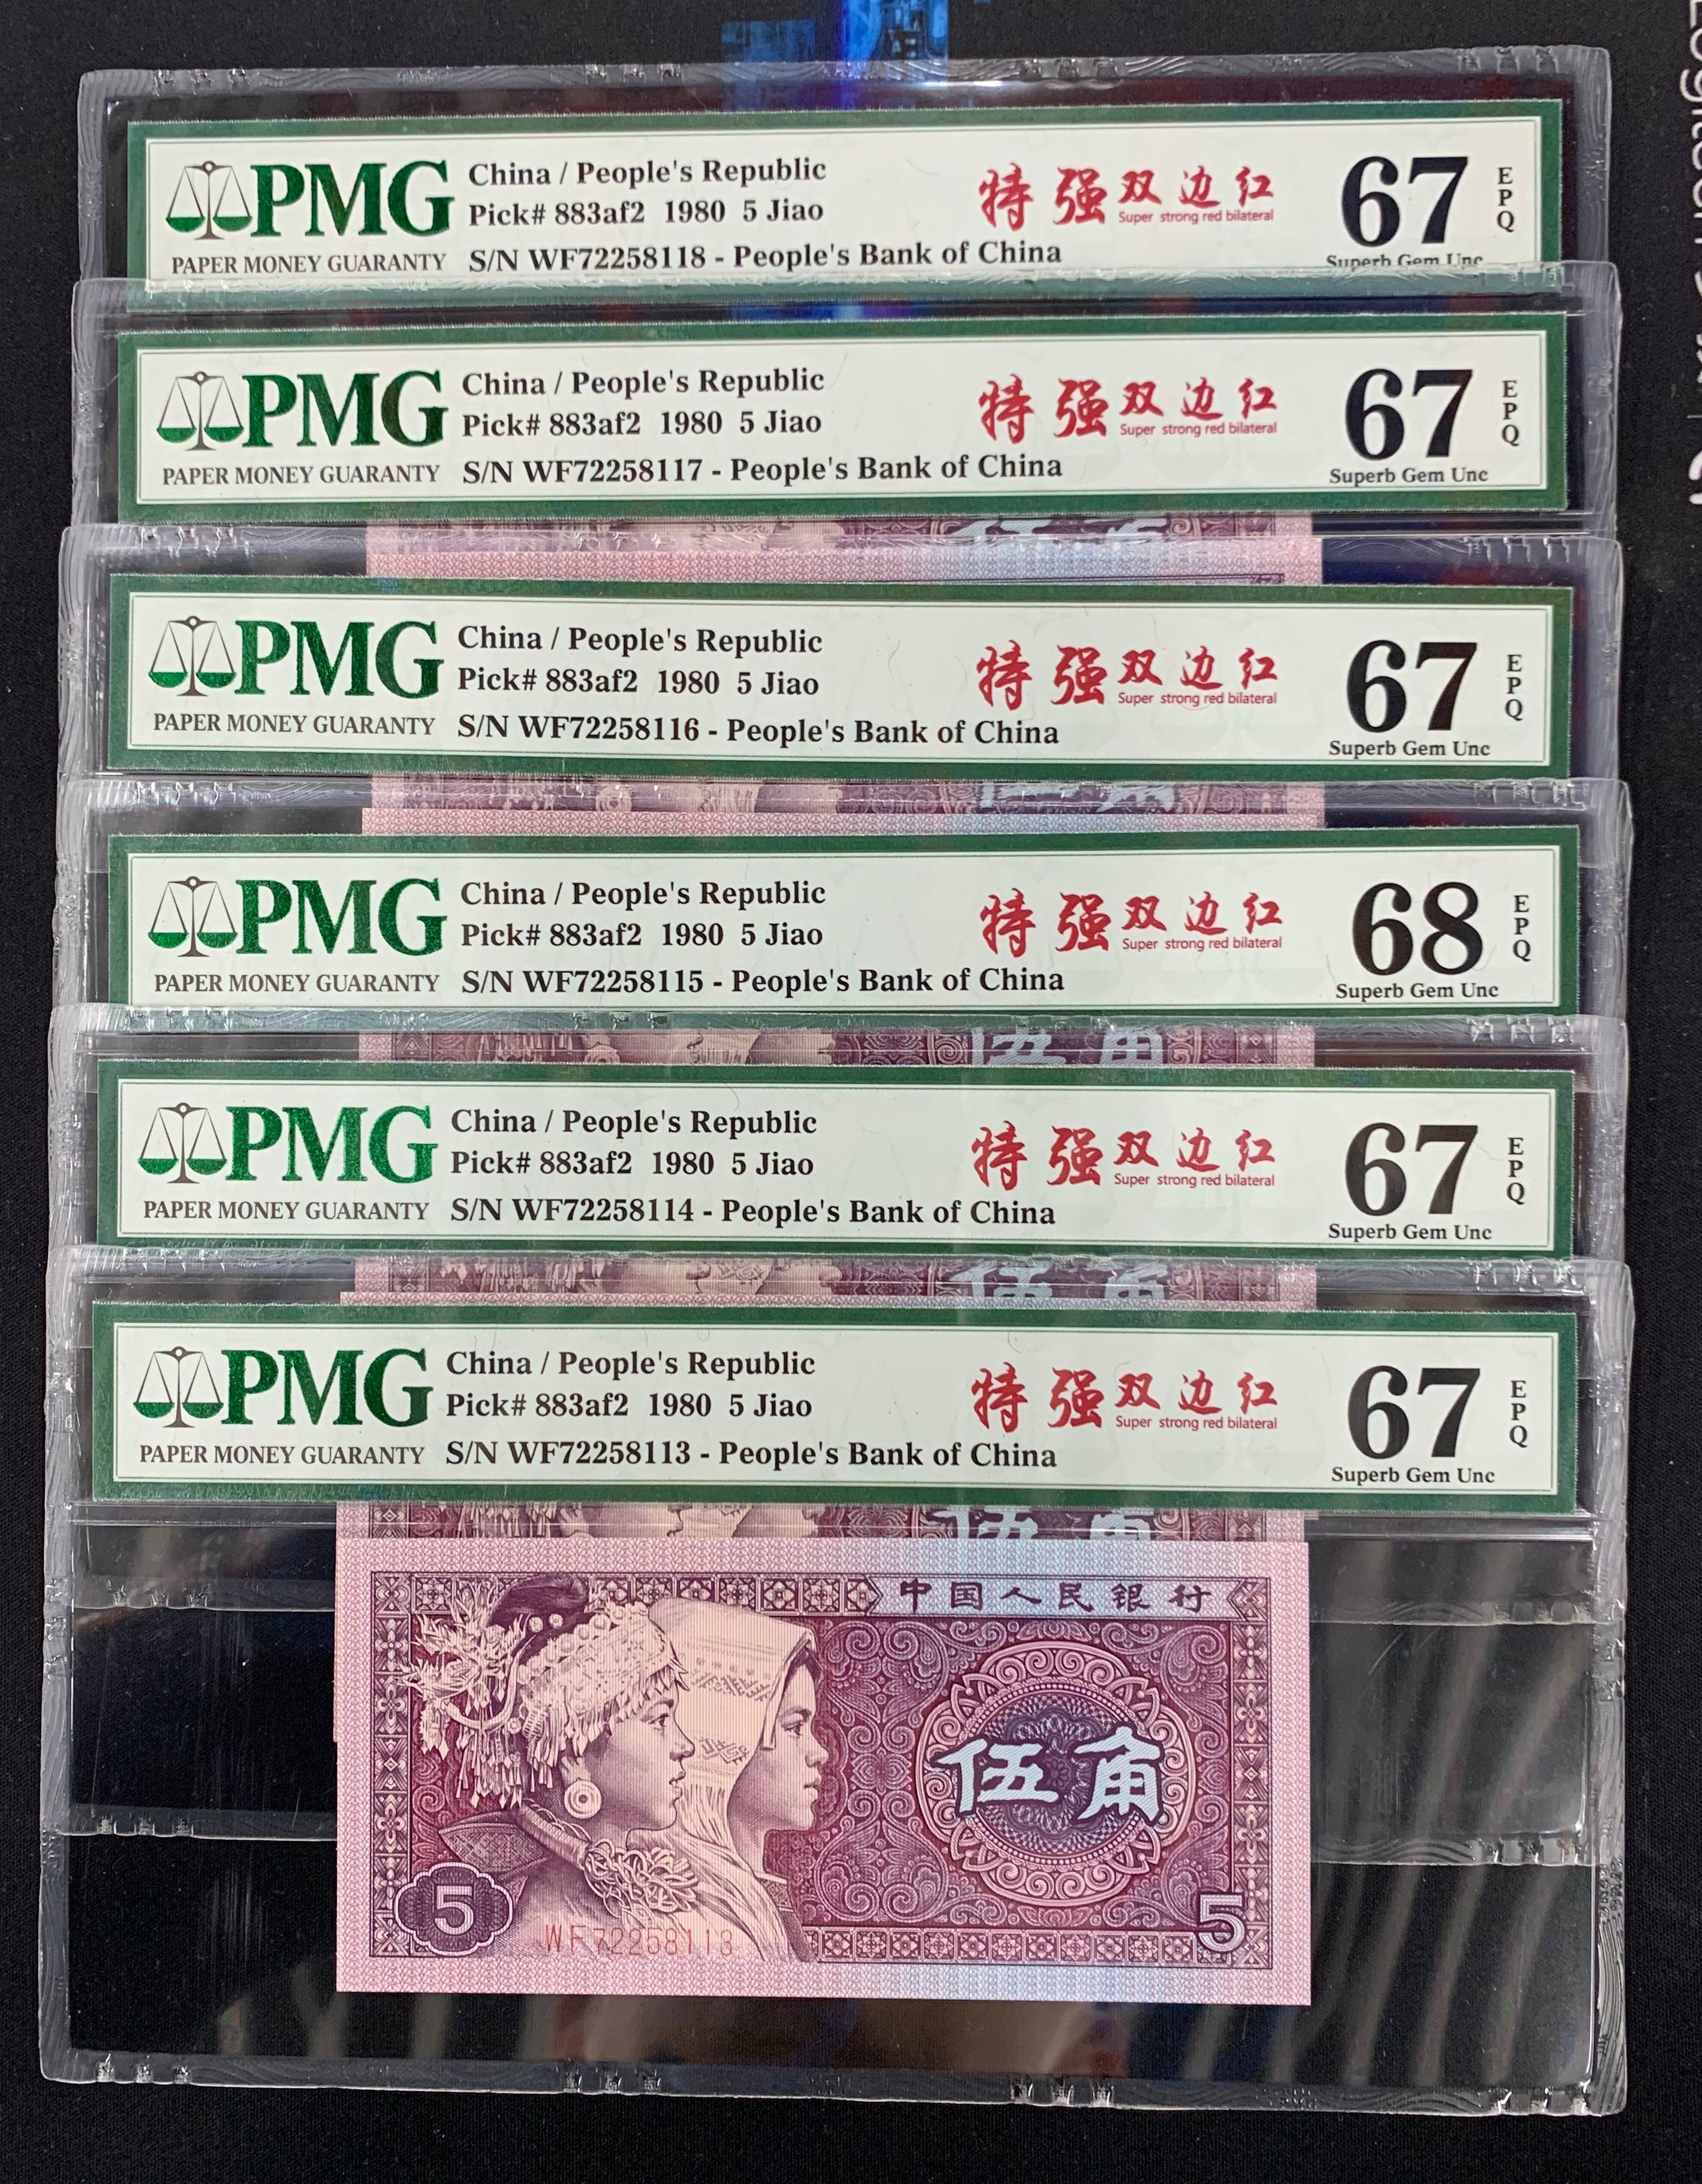 PMG
PAPER MONEY GUARANTY
China / People's Republic
Pick# 883af2 1980 5 Jiao
S/N WF72258118 - People's Bank of China
特强双边红
Super strong red bilateral
67
EPQ
Superb Gem Unc
PMG
PAPER MONEY GUARANTY
China / People's Republic
Pick# 883af2 1980 5 Jiao
S/N WF72258117 - People's Bank of China
特强双边红
Super strong red bilateral
67
EPQ
Superb Gem Unc
PMG
PAPER MONEY GUARANTY
China / People's Republic
Pick# 883af2 1980 5 Jiao
S/N WF72258116 - People's Bank of China
特强双边红
Super strong red bilateral
67
EPQ
Superb Gem Unc
PMG
PAPER MONEY GUARANTY
China / People's Republic
Pick# 883af2 1980 5 Jiao
S/N WF72258115 - People's Bank of China
特强双边红
Super strong red bilateral
68
EPQ
Superb Gem Unc
伍角
PMG
PAPER MONEY GUARANTY
China / People's Republic
Pick# 883af2 1980 5 Jiao
S/N WF72258114 - People's Bank of China
特强双边红
Super strong red bilateral
67
EPQ
Superb Gem Unc
伍角
PMG
PAPER MONEY GUARANTY
China / People's Republic
Pick# 883af2 1980 5 Jiao
S/N WF72258113 - People's Bank of China
特强双边红
Super strong red bilateral
67
EPQ
Superb Gem Unc
中国人民银行
伍角
5
WF72258113
5